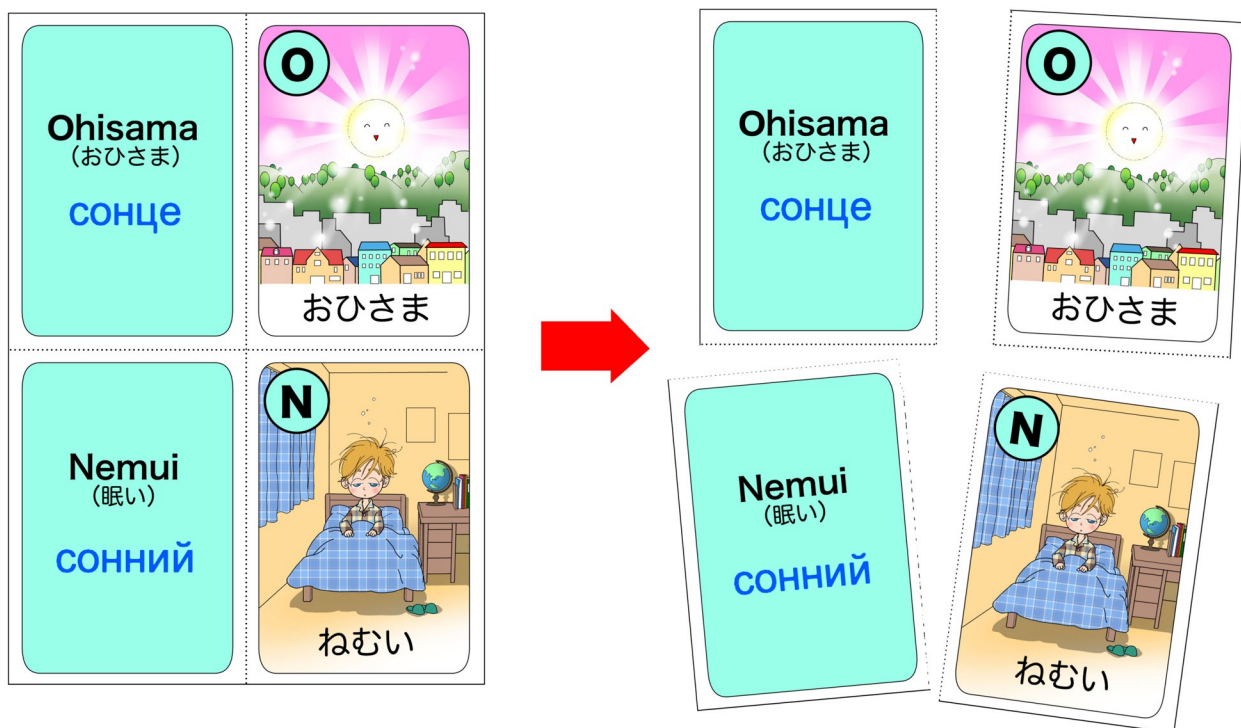 Ohisama
(おひさま)
сонце
O
おひさま
Nemui
(眠い)
сонний
N
ねむい
Ohisama
(おひさま)
сонце
O
おひさま
Nemui
(眠い)
сонний
N
ねむい